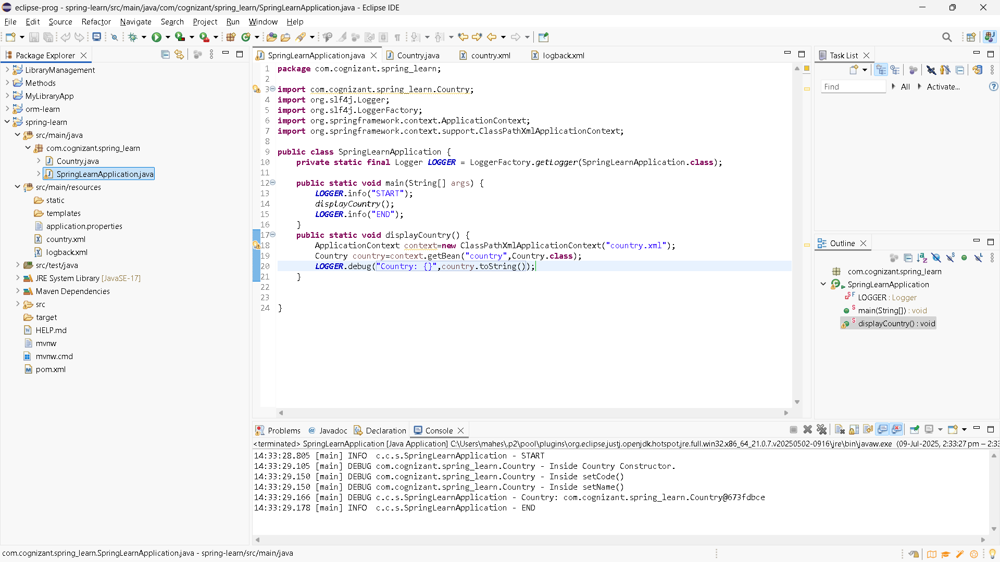 eclipse-prog - spring-learn/src/main/java/com/cognizant/spring_learn/SpringLearnApplication.java - Eclipse IDE
File Edit Source Refactor Navigate Search Project Run Window Help
Package Explorer
LibraryManagement
Methods
MyLibraryApp
orm-learn
spring-learn
src/main/java
com.cognizant.spring_learn
Country.java
SpringLearnApplication.java
src/main/resources
static
templates
application.properties
country.xml
logback.xml
src/test/java
JRE System Library [JavaSE-17]
Maven Dependencies
src
target
HELP.md
mvnw
mvnw.cmd
pom.xml
SpringLearnApplication.java Country.java country.xml logback.xml
1 package com.cognizant.spring_learn;
2
3 import com.cognizant.spring_learn.Country;
4 import org.slf4j.Logger;
5 import org.slf4j.LoggerFactory;
6 import org.springframework.context.ApplicationContext;
7 import org.springframework.context.support.ClassPathXmlApplicationContext;
8
9 public class SpringLearnApplication {
10 private static final Logger LOGGER = LoggerFactory.getLogger(SpringLearnApplication.class);
11
12 public static void main(String[] args) {
13 LOGGER.info("START");
14 displayCountry();
15 LOGGER.info("END");
16 }
17 public static void displayCountry() {
18 ApplicationContext context=new ClassPathXmlApplicationContext("country.xml");
19 Country country=context.getBean("country",Country.class);
20 LOGGER.debug("Country: {}",country.toString());
21 }
22
23
24 }
Task List
Find All Activate...
Outline
com.cognizant.spring_learn
SpringLearnApplication
LOGGER : Logger
main(String[]) : void
displayCountry() : void
Problems Javadoc Declaration Console
<terminated> SpringLearnApplication [Java Application] C:\Users\mahes\.p2\pool\plugins\org.eclipse.justj.openjdk.hotspot.jre.full.win32.x86_64_21.0.7.v20250502-0916\jre\bin\javaw.exe (09-Jul-2025, 2:33:27 pm – 2:33
14:33:28.805 [main] INFO c.c.s.SpringLearnApplication - START
14:33:29.105 [main] DEBUG com.cognizant.spring_learn.Country - Inside Country Constructor.
14:33:29.150 [main] DEBUG com.cognizant.spring_learn.Country - Inside setCode()
14:33:29.150 [main] DEBUG com.cognizant.spring_learn.Country - Inside setName()
14:33:29.166 [main] DEBUG c.c.s.SpringLearnApplication - Country: com.cognizant.spring_learn.Country@673fdbce
14:33:29.178 [main] INFO c.c.s.SpringLearnApplication - END
com.cognizant.spring_learn.SpringLearnApplication.java - spring-learn/src/main/java